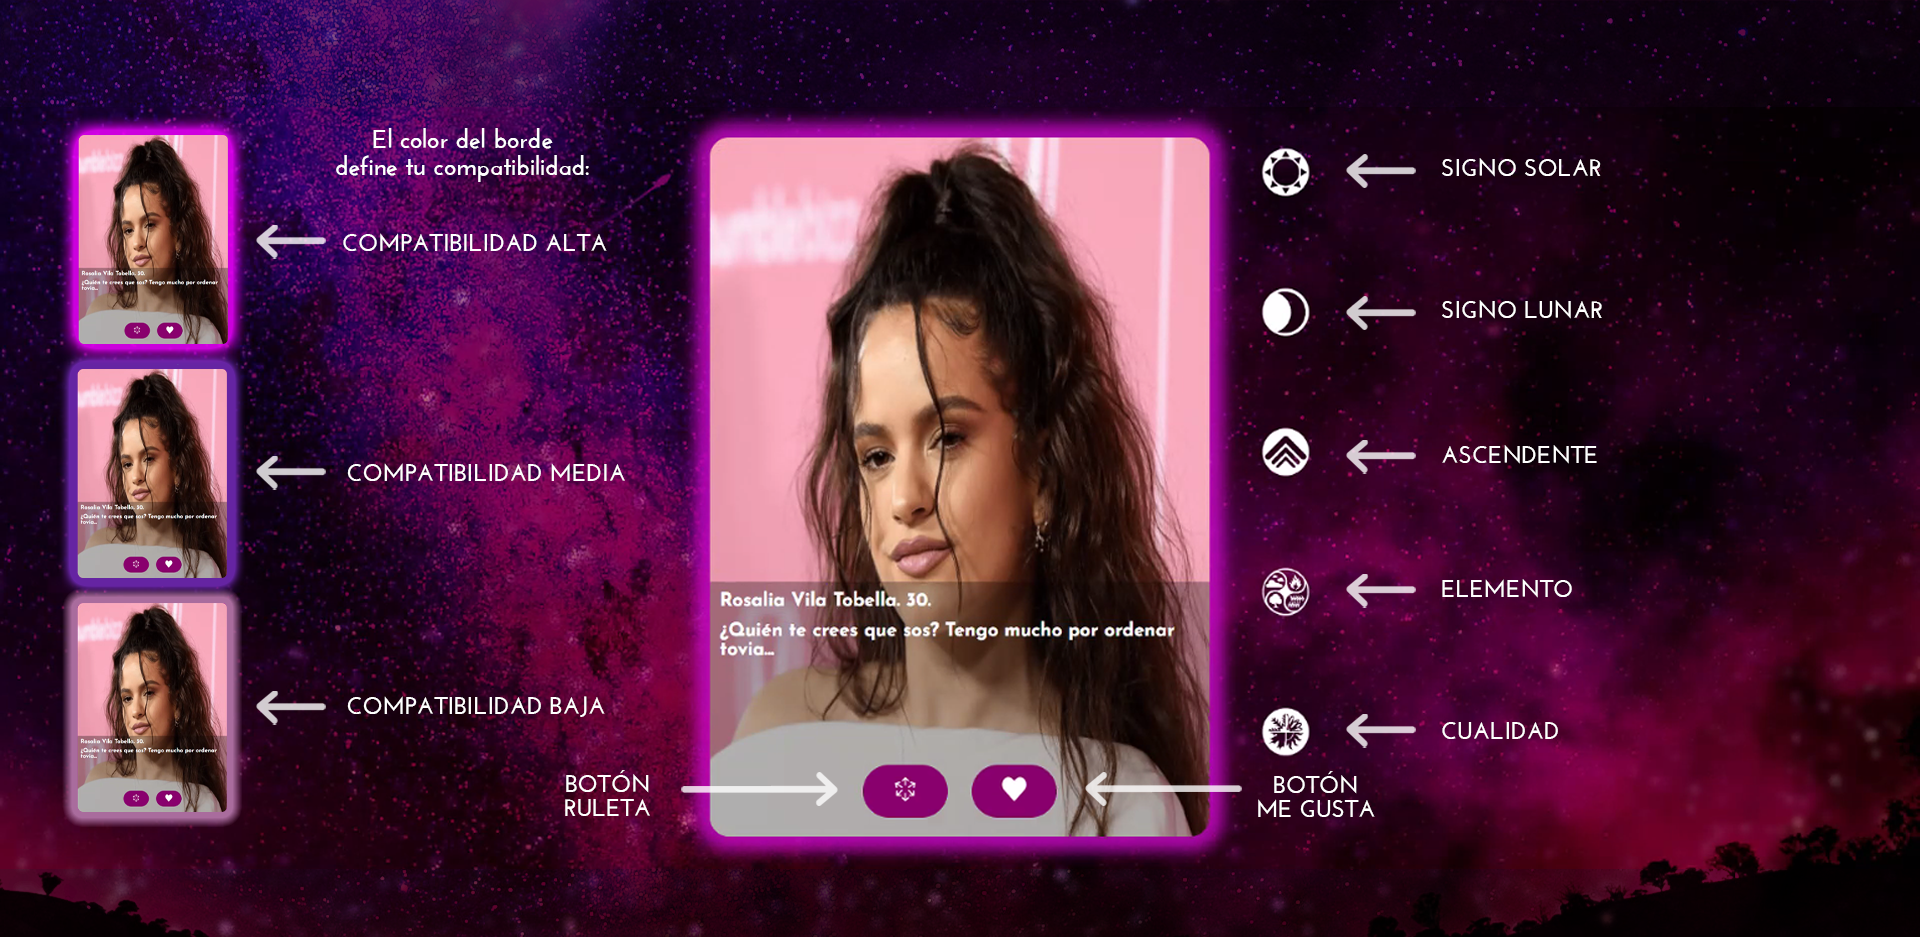 El color del borde
define tu compatibilidad:
Rosalia Vila Tobella. 30.
¿Quién te crees que sos? Tengo mucho por ordenar
tovia...
COMPATIBILIDAD ALTA
Rosalia Vila Tobella. 30.
¿Quién te crees que sos? Tengo mucho por ordenar
tovia...
COMPATIBILIDAD MEDIA
Rosalia Vila Tobella. 30.
¿Quién te crees que sos? Tengo mucho por ordenar
tovia...
COMPATIBILIDAD BAJA
Rosalia Vila Tobella. 30.
¿Quién te crees que sos? Tengo mucho por ordenar
tovia...
BOTÓN
RULETA
BOTÓN
ME GUSTA
SIGNO SOLAR
SIGNO LUNAR
ASCENDENTE
ELEMENTO
CUALIDAD